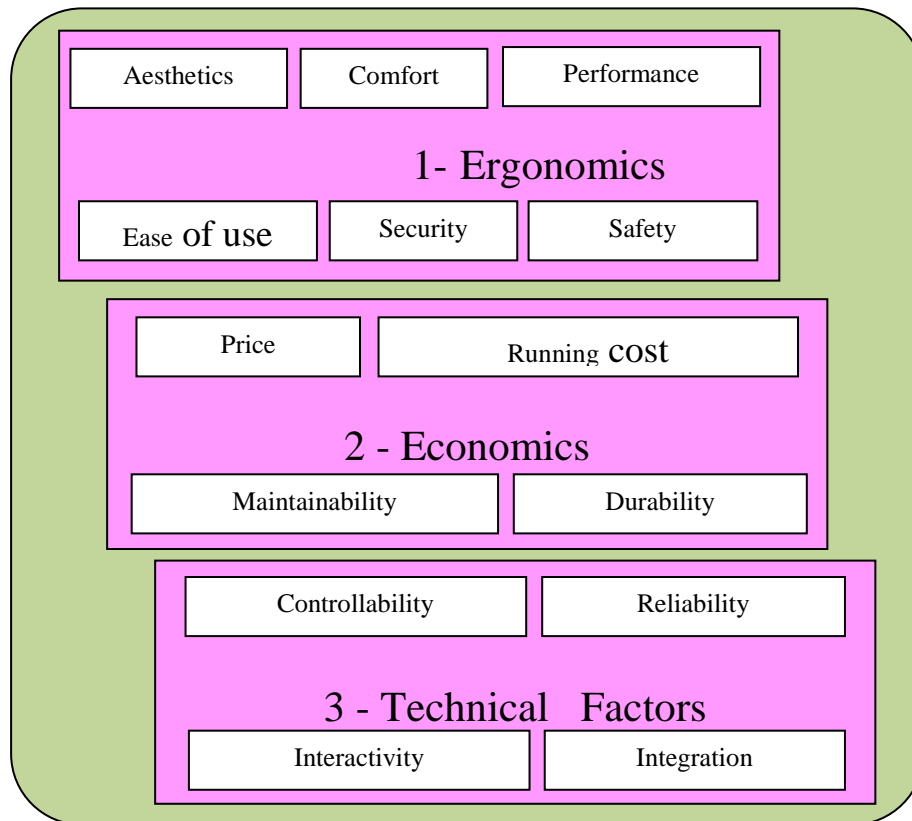 Aesthetics
Comfort
Performance
1- Ergonomics
Ease of use
Security
Safety
Price
Running cost
2 - Economics
Maintainability
Durability
Controllability
Reliability
3 - Technical Factors
Interactivity
Integration